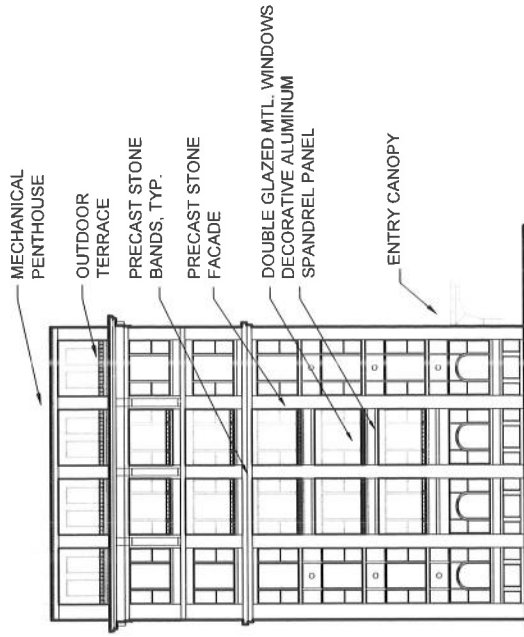 MECHANICAL
PENTHOUSE
OUTDOOR
TERRACE
PRECAST STONE
BANDS, TYP.
PRECAST STONE
FACADE
DOUBLE GLAZED MTL. WINDOWS
DECORATIVE ALUMINUM
SPANDREL PANEL
ENTRY CANOPY